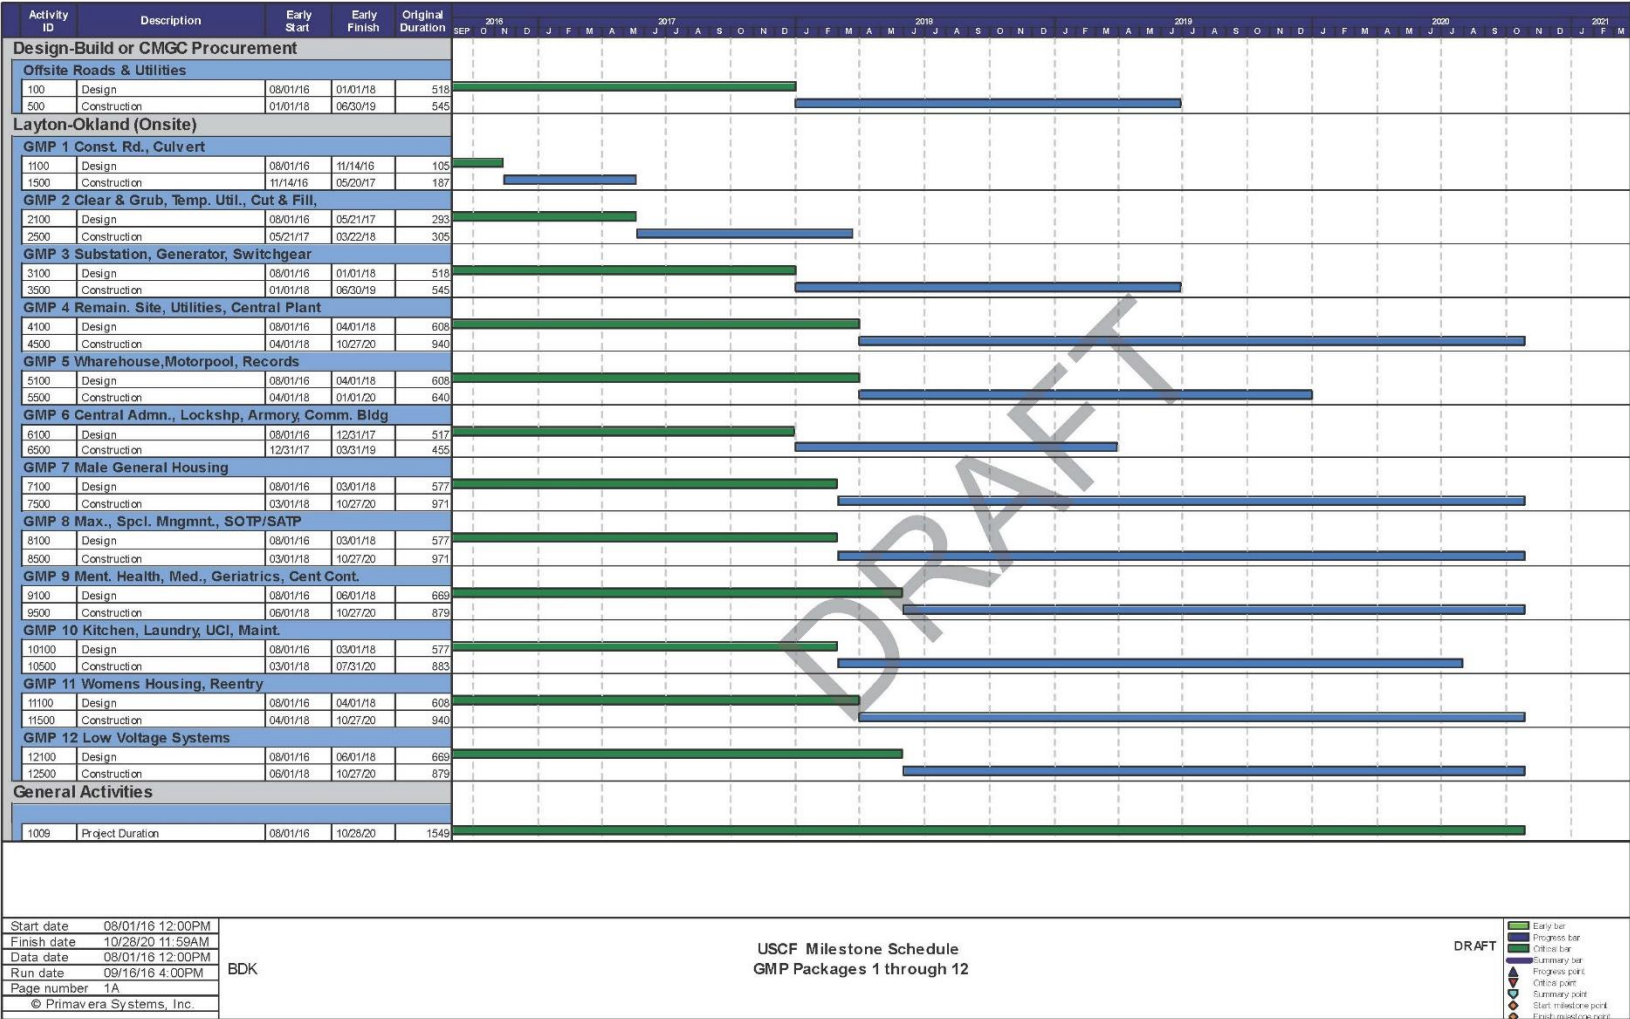 Activity ID Description Early Start Early Finish Original Duration 2016 2017 2018 2019 2020 2021
SEP O N D J F M A M J J A S O N D J F M A M J J A S O N D J F M A M J J A S O N D J F M A M J J A S O N D J F M
Design-Build or CMGC Procurement
Offsite Roads & Utilities
100 Design 08/01/16 01/01/18 518
500 Construction 01/01/18 06/30/19 545
Layton-Okland (Onsite)
GMP 1 Const. Rd., Culvert
1100 Design 08/01/16 11/14/16 105
1500 Construction 11/14/16 05/20/17 187
GMP 2 Clear & Grub, Temp. Util., Cut & Fill,
2100 Design 08/01/16 05/21/17 293
2500 Construction 05/21/17 03/22/18 305
GMP 3 Substation, Generator, Switchgear
3100 Design 08/01/16 01/01/18 518
3500 Construction 01/01/18 06/30/19 545
GMP 4 Remain. Site, Utilities, Central Plant
4100 Design 08/01/16 04/01/18 608
4500 Construction 04/01/18 10/27/20 940
GMP 5 Wharehouse,Motorpool, Records
5100 Design 08/01/16 04/01/18 608
5500 Construction 04/01/18 01/01/20 640
GMP 6 Central Admn., Lockshp, Armory, Comm. Bldg
6100 Design 08/01/16 12/31/17 517
6500 Construction 12/31/17 03/31/19 455
GMP 7 Male General Housing
7100 Design 08/01/16 03/01/18 577
7500 Construction 03/01/18 10/27/20 971
GMP 8 Max., Spcl. Mngmnt., SOTP/SATP
8100 Design 08/01/16 03/01/18 577
8500 Construction 03/01/18 10/27/20 971
GMP 9 Ment. Health, Med., Geriatrics, Cent Cont.
9100 Design 08/01/16 06/01/18 669
9500 Construction 06/01/18 10/27/20 879
GMP 10 Kitchen, Laundry, UCI, Maint.
10100 Design 08/01/16 03/01/18 577
10500 Construction 03/01/18 07/31/20 883
GMP 11 Womens Housing, Reentry
11100 Design 08/01/16 04/01/18 608
11500 Construction 04/01/18 10/27/20 940
GMP 12 Low Voltage Systems
12100 Design 08/01/16 06/01/18 669
12500 Construction 06/01/18 10/27/20 879
General Activities
1009 Project Duration 08/01/16 10/28/20 1549
DRAFT
Start date 08/01/16 12:00PM
Finish date 10/28/20 11:59AM
Data date 08/01/16 12:00PM
Run date 09/16/16 4:00PM
Page number 1A
© Primavera Systems, Inc.
BDK
USCF Milestone Schedule
GMP Packages 1 through 12
DRAFT
Early bar
Progress bar
Critical bar
Summary bar
Progress point
Critical point
Summary point
Start milestone point
Finish milestone point